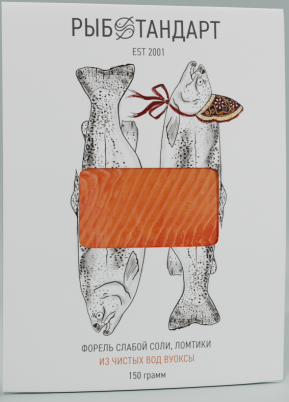 РЫБСТАНДАРТ
EST 2001
ФОРЕЛЬ СЛАБОЙ СОЛИ, ЛОМТИКИ
ИЗ ЧИСТЫХ ВОД ВУОКСЫ
150 грамм